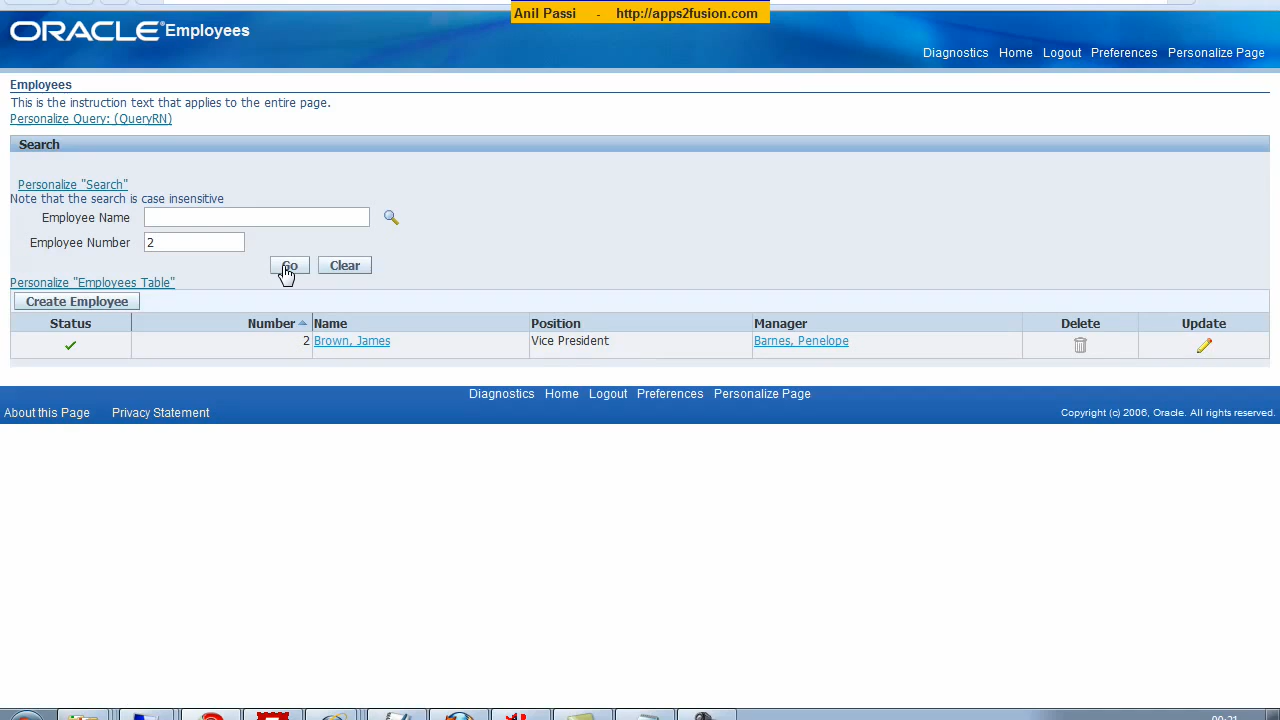 Anil Passi - http://apps2fusion.com
ORACLE® Employees
Diagnostics Home Logout Preferences Personalize Page
Employees
This is the instruction text that applies to the entire page.
Personalize Query: (QueryRN)
Search
Personalize "Search"
Note that the search is case insensitive
Employee Name
Employee Number 2
Go Clear
Personalize "Employees Table"
Create Employee
Status Number Name Position Manager Delete Update
2 Brown, James Vice President Barnes, Penelope
Diagnostics Home Logout Preferences Personalize Page
About this Page Privacy Statement Copyright (c) 2006, Oracle. All rights reserved.